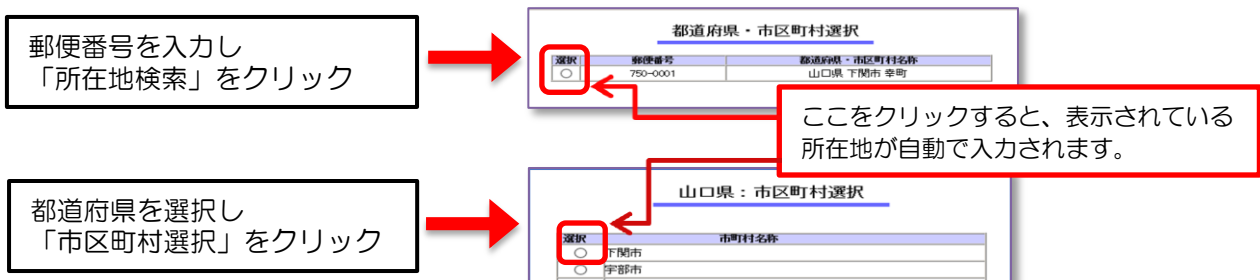 郵便番号を入力し
「所在地検索」をクリック
都道府県・市区町村選択
選択 郵便番号 都道府県・市区町村名称
750-0001 山口県 下関市 幸町
ここをクリックすると、表示されている
所在地が自動で入力されます。
都道府県を選択し
「市区町村選択」をクリック
山口県：市区町村選択
選択 市町村名称
下関市
宇部市